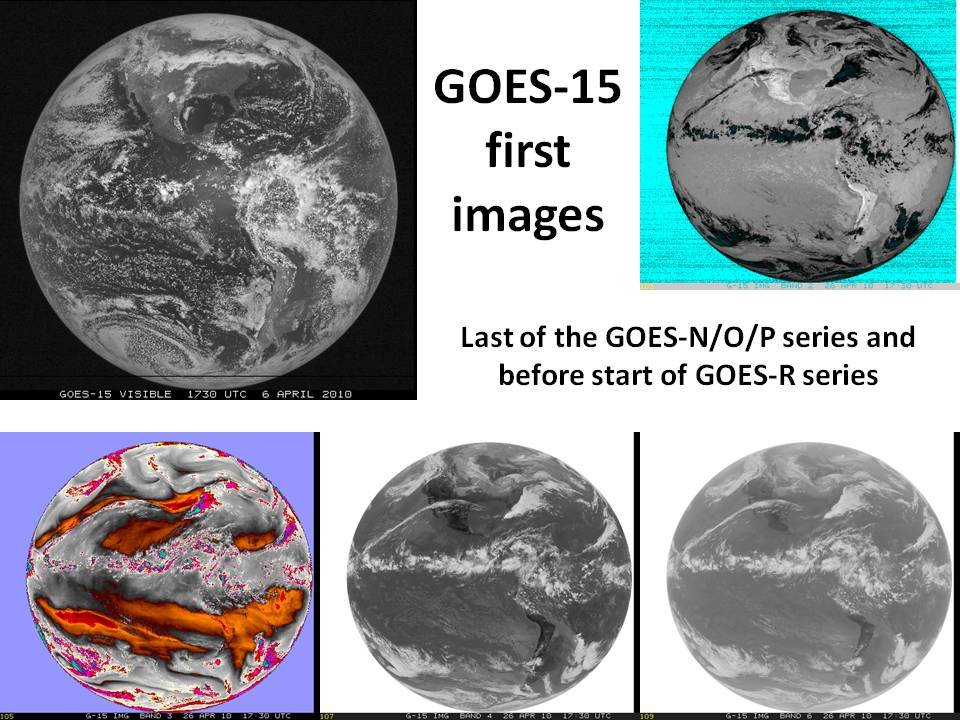 GOES-15
first
images
G-15 IMG BAND 2 26 APR 10 17:30 UTC
Last of the GOES-N/O/P series and
before start of GOES-R series
GOES-15 VISIBLE 1730 UTC 6 APRIL 2010
105 G-15 IMG BAND 3 26 APR 10 17:30 UTC
107 G-15 IMG BAND 4 26 APR 10 17:30 UTC
109 G-15 IMG BAND 6 26 APR 10 17:30 UTC